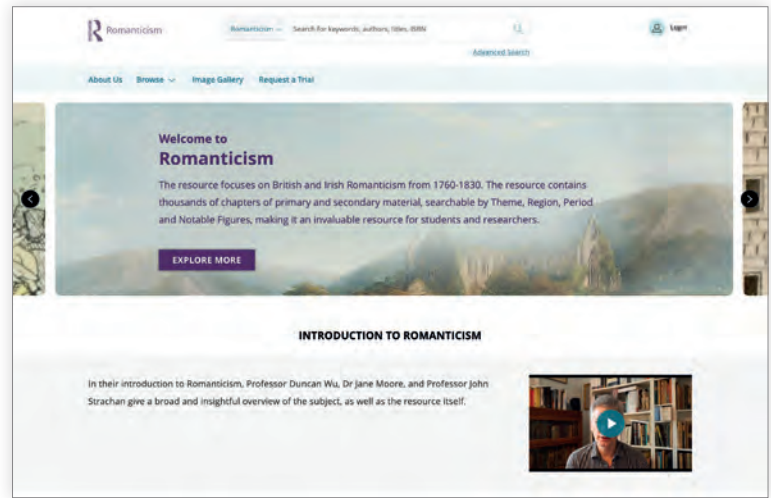 Romanticism
Romanticism Search for keywords, authors, titles, ISBN
Login
Advanced Search
About Us Browse Image Gallery Request a Trial
Welcome to
Romanticism
The resource focuses on British and Irish Romanticism from 1760-1830. The resource contains
thousands of chapters of primary and secondary material, searchable by Theme, Region, Period
and Notable Figures, making it an invaluable resource for students and researchers.
EXPLORE MORE
INTRODUCTION TO ROMANTICISM
In their introduction to Romanticism, Professor Duncan Wu, Dr Jane Moore, and Professor John
Strachan give a broad and insightful overview of the subject, as well as the resource itself.